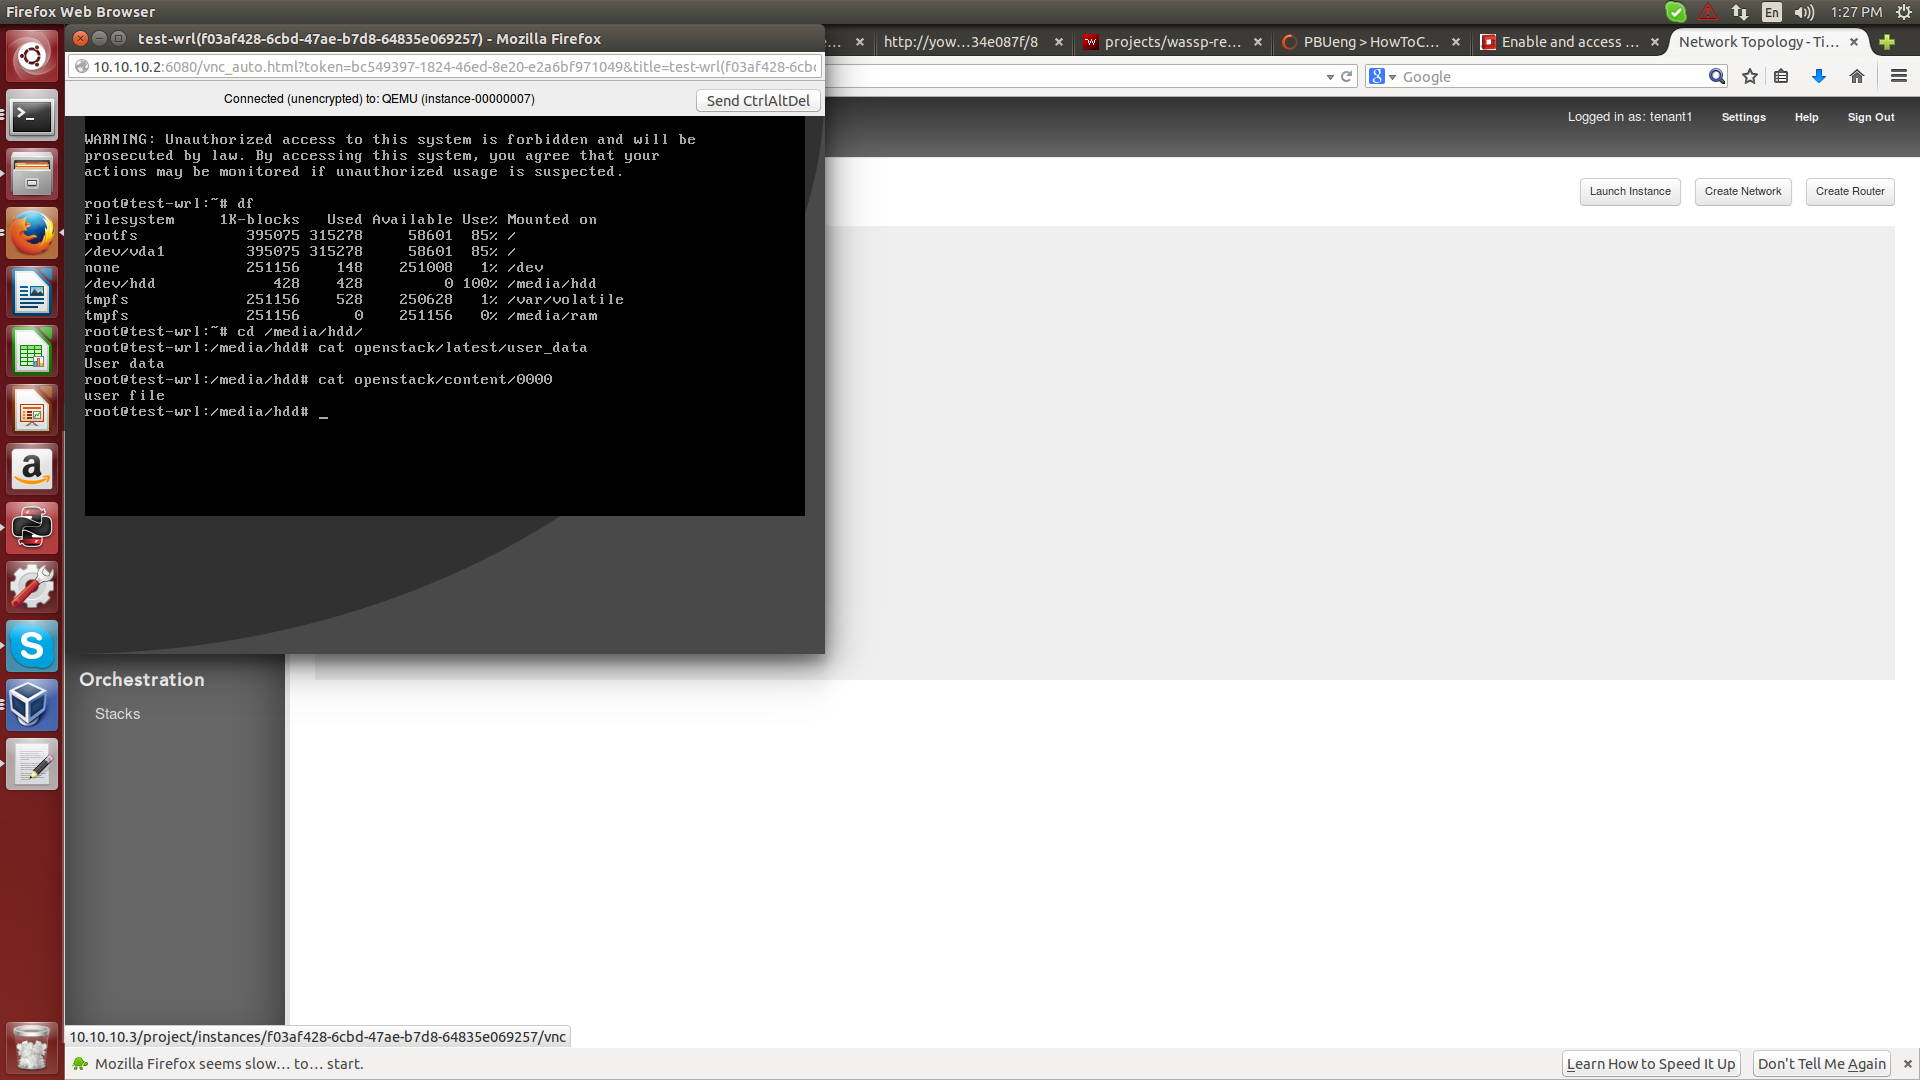 Firefox Web Browser
En
1:27 PM
test-wrl(f03af428-6cbd-47ae-b7d8-64835e069257) - Mozilla Firefox
...
http://yow...34e087f/8
projects/wassp-re...
PBUeng > HowToC...
Enable and access ...
Network Topology - Ti...
10.10.10.2:6080/vnc_auto.html?token=bc549397-1824-46ed-8e20-e2a6bf971049&title=test-wrl(f03af428-6cb
Google
Connected (unencrypted) to: QEMU (instance-00000007)
Send CtrlAltDel
Logged in as: tenant1
Settings
Help
Sign Out
Launch Instance
Create Network
Create Router
WARNING: Unauthorized access to this system is forbidden and will be
prosecuted by law. By accessing this system, you agree that your
actions may be monitored if unauthorized usage is suspected.
root@test-wrl:~# df
Filesystem 1K-blocks Used Available Use% Mounted on
rootfs 395075 315278 58601 85% /
/dev/vda1 395075 315278 58601 85% /
none 251156 148 251008 1% /dev
/dev/hdd 428 428 0 100% /media/hdd
tmpfs 251156 528 250628 1% /var/volatile
tmpfs 251156 0 251156 0% /media/ram
root@test-wrl:~# cd /media/hdd/
root@test-wrl:/media/hdd# cat openstack/latest/user_data
User data
root@test-wrl:/media/hdd# cat openstack/content/0000
user file
root@test-wrl:/media/hdd# _
Orchestration
Stacks
10.10.10.3/project/instances/f03af428-6cbd-47ae-b7d8-64835e069257/vnc
Mozilla Firefox seems slow... to... start.
Learn How to Speed It Up
Don't Tell Me Again